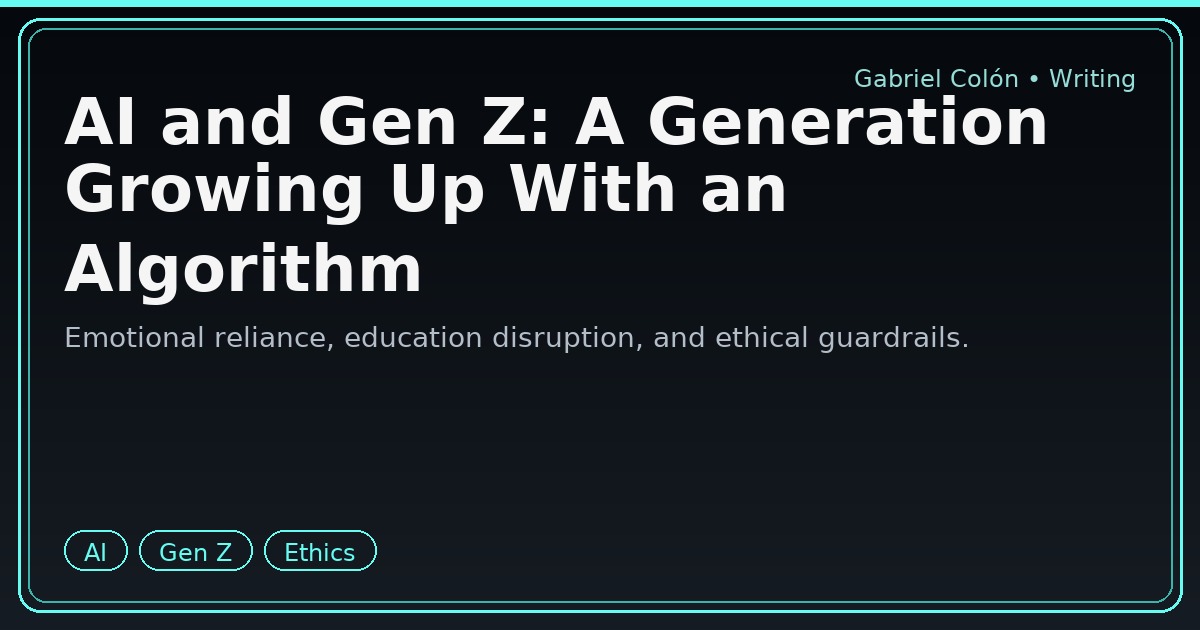 Gabriel Colón • Writing
AI and Gen Z: A Generation
Growing Up With an
Algorithm
Emotional reliance, education disruption, and ethical guardrails.
AI
Gen Z
Ethics